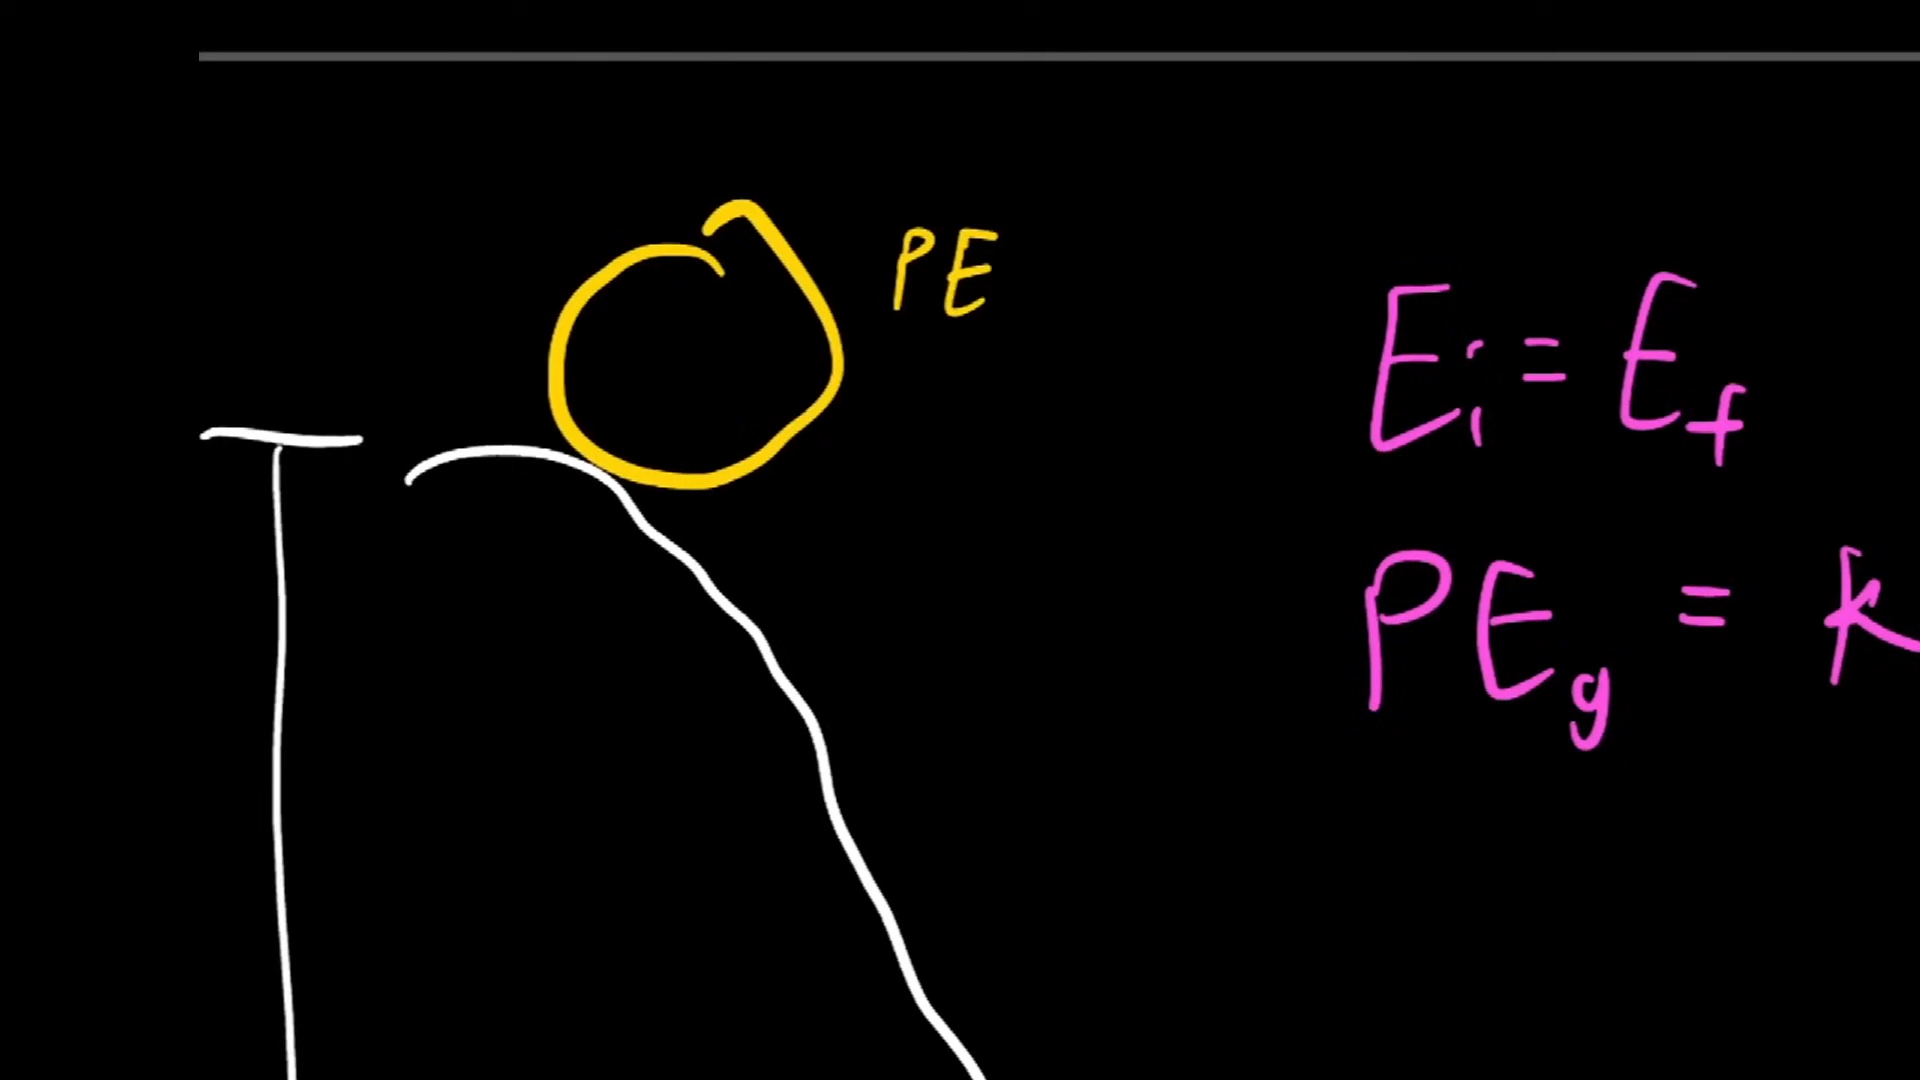 PE
Ei = Ef
PEg = K